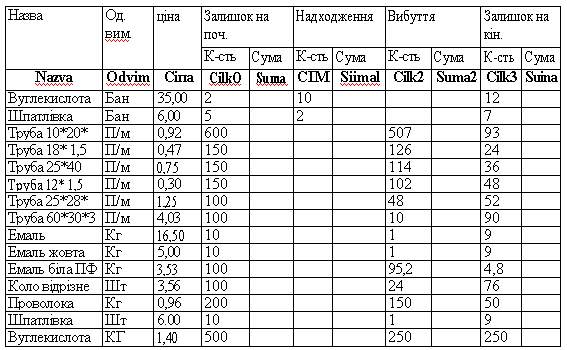 Назва Од. ціна Залишок на Надходження Вибуття Залишок на
вим. поч. кін.
К-сть Сума К-сть Сума К-сть Сума К-сть Сума
Nazva Odvim Cina Cilk0 Suma СПМ Siimal Cilk2 Suma2 Cilk3 Suina
Вуглекислота Бан 35,00 2 10 12
Шпатлівка Бан 6,00 5 2 7
Труба 10*20* П/м 0,92 600 507 93
Труба 18* 1,5 П/м 0,47 150 126 24
Труба 25*40 П/м 0,75 150 114 36
Труба 12* 1,5 П/м 0,30 150 102 48
Труба 25*28* П/м 1,25 100 48 52
Труба 60*30*3 П/м 4,03 100 10 90
Емаль Кг 16,50 10 1 9
Емаль жовта Кг 5,00 10 1 9
Емаль біла ПФ Кг 3,53 100 95,2 4,8
Коло відрізне Шт 3,56 100 24 76
Проволока Кг 0,96 200 150 50
Шпатлівка Шт 6.00 10 1 9
Вуглекислота КГ 1,40 500 250 250